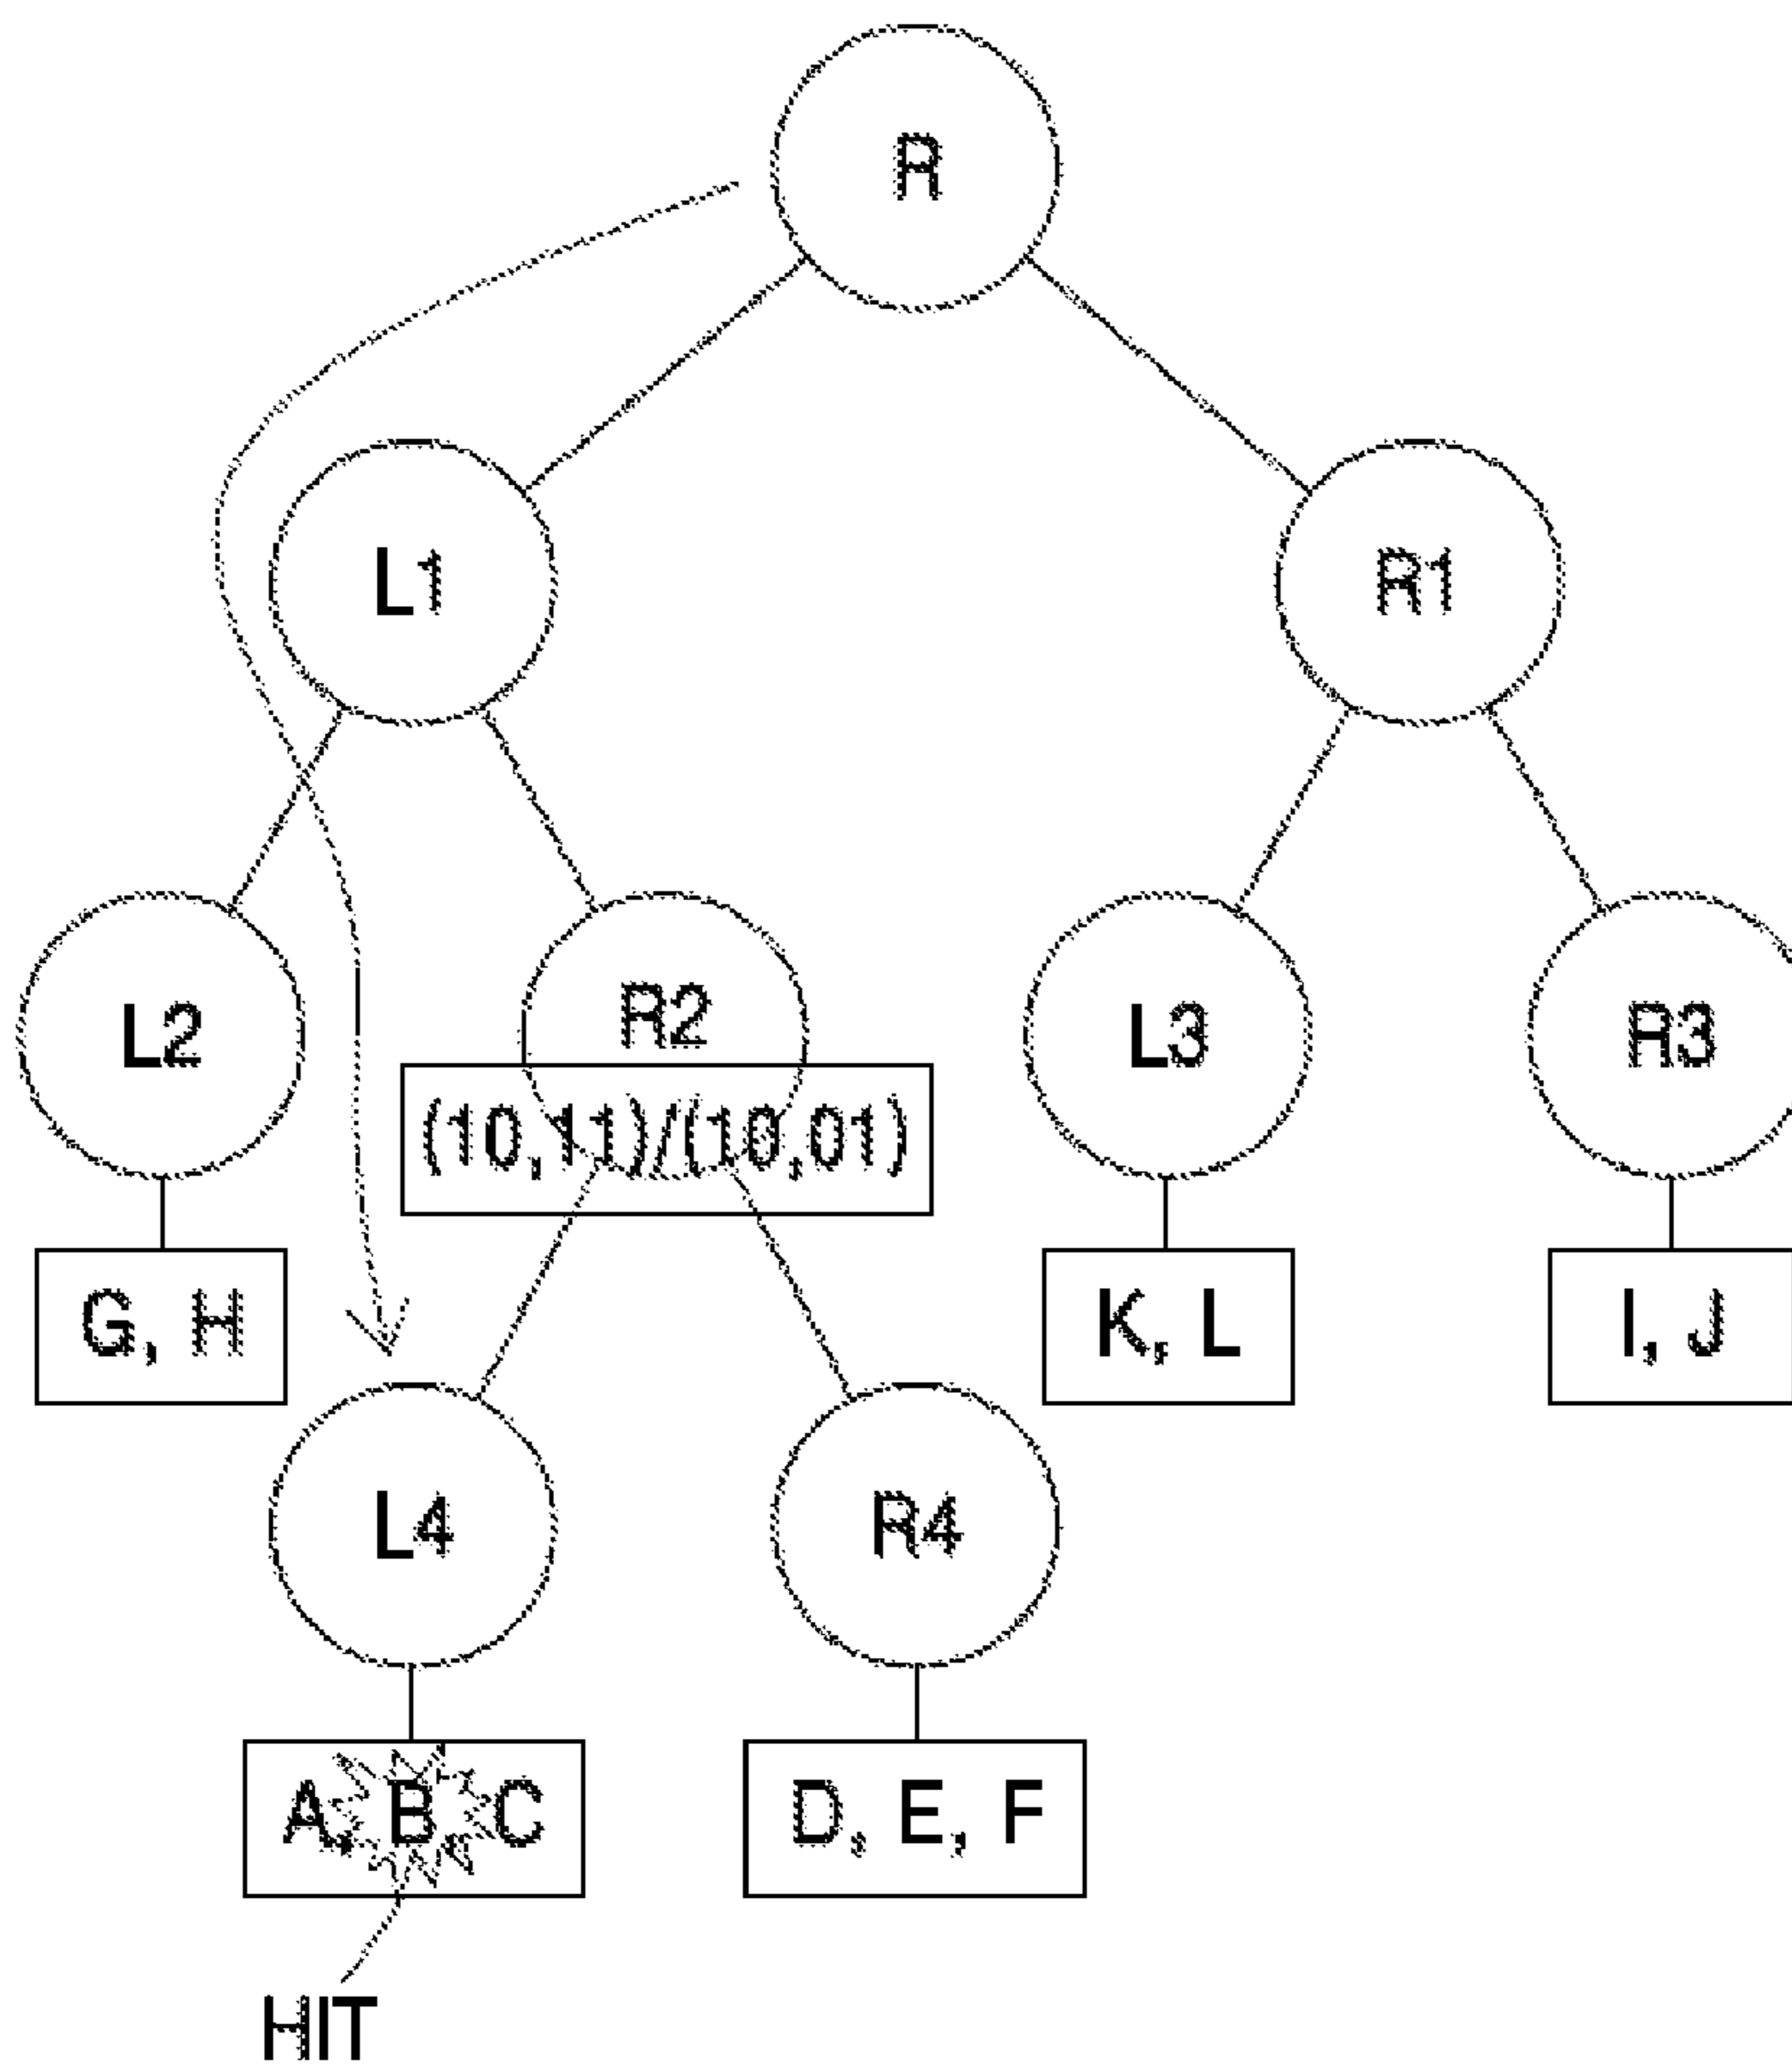 R
L1
R1
L2
R2
L3
R3
(10,11)/(10,01)
G, H
K, L
I, J
L4
R4
A, B, C
D, E, F
HIT